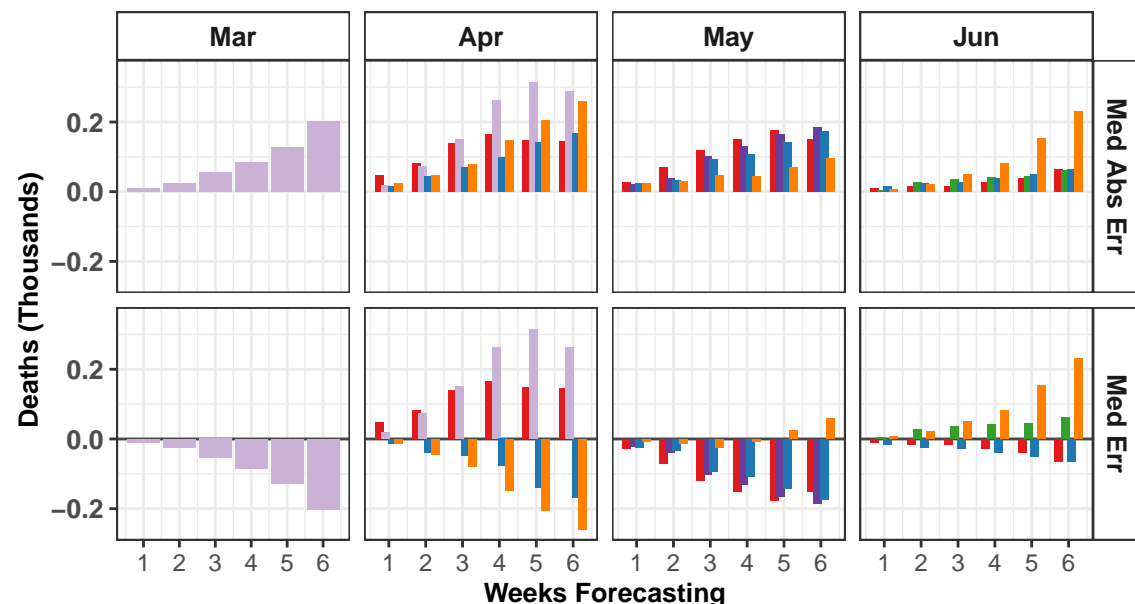 Mar Apr May Jun
Deaths (Thousands)
0.2
0.0
−0.2
Med Abs Err
0.2
0.0
−0.2
Med Err
1 2 3 4 5 6 1 2 3 4 5 6 1 2 3 4 5 6 1 2 3 4 5 6
Weeks Forecasting